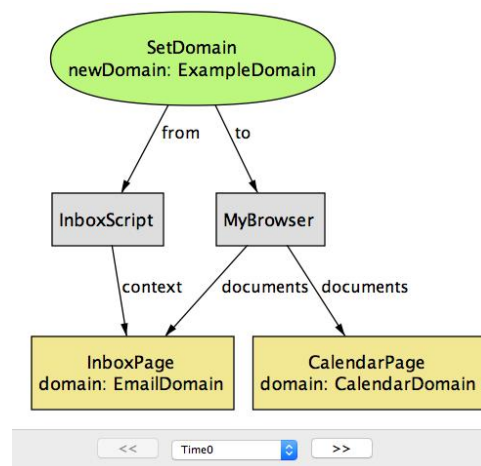 SetDomain
newDomain: ExampleDomain
from
to
InboxScript
MyBrowser
context
documents
documents
InboxPage
domain: EmailDomain
CalendarPage
domain: CalendarDomain
<<
Time0
>>